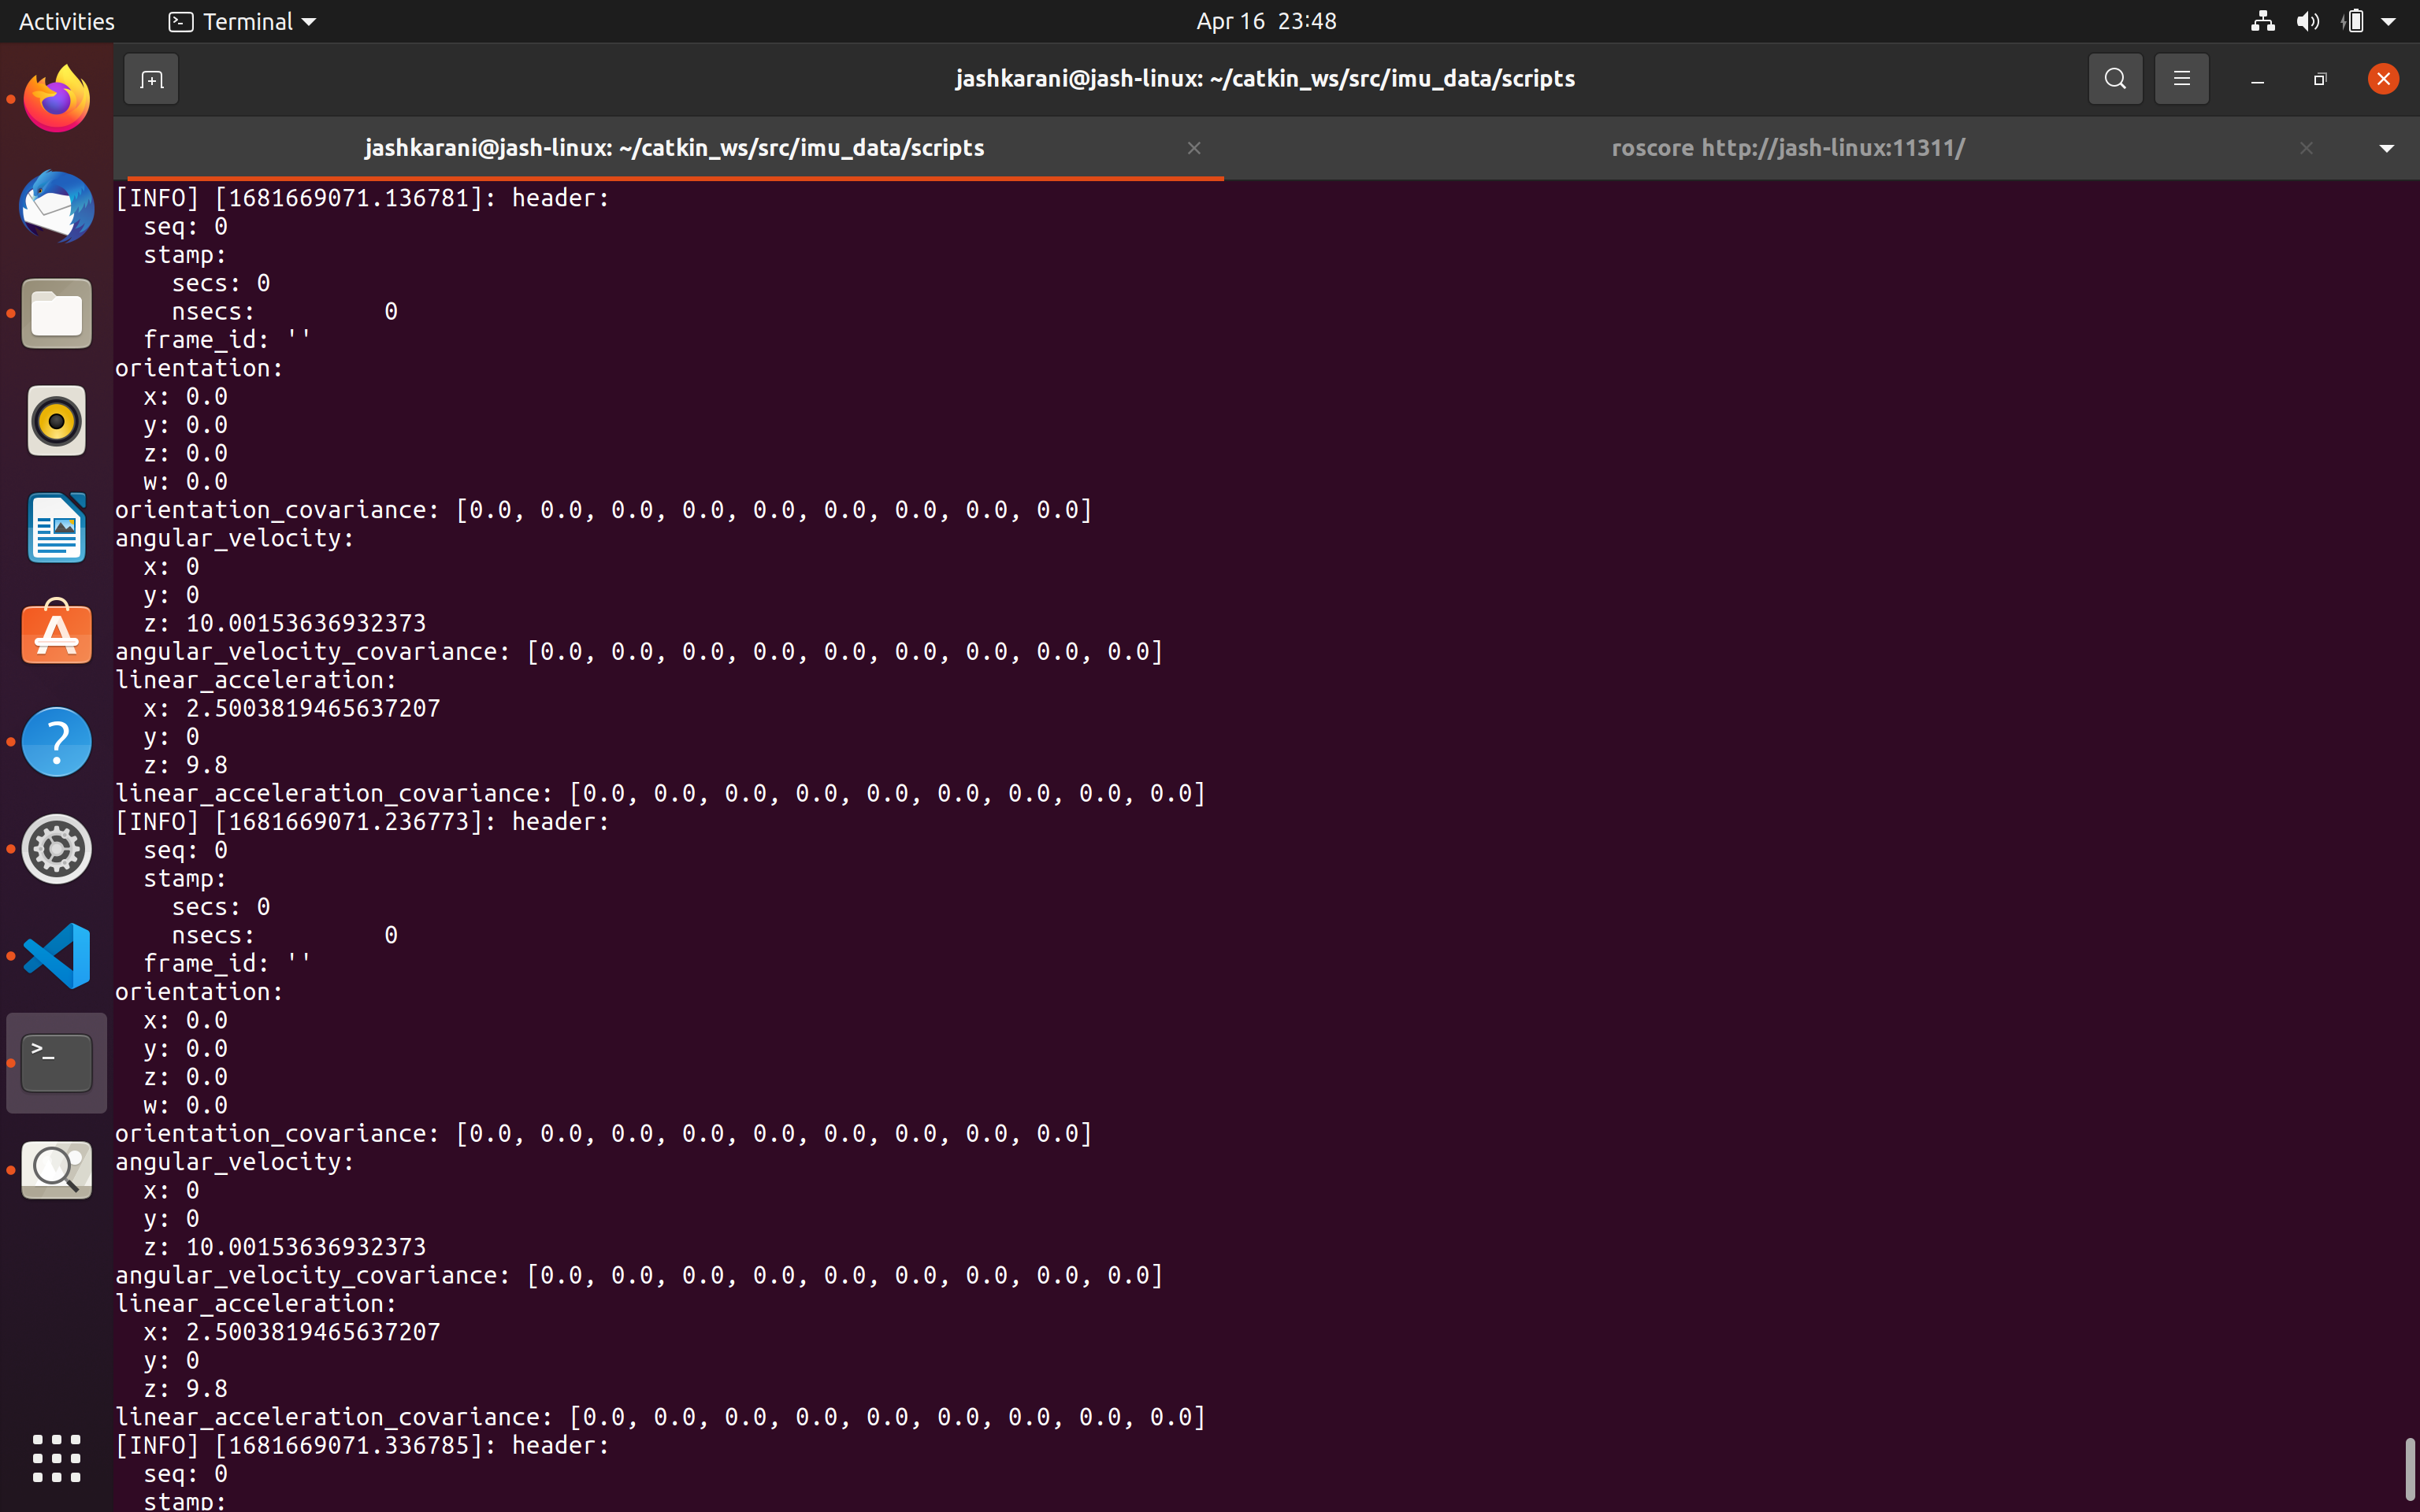 Activities Terminal Apr 16 23:48
jashkarani@jash-linux: ~/catkin_ws/src/imu_data/scripts
jashkarani@jash-linux: ~/catkin_ws/src/imu_data/scripts roscore http://jash-linux:11311/
[INFO] [1681669071.136781]: header:
  seq: 0
  stamp:
    secs: 0
    nsecs:         0
  frame_id: ''
orientation:
  x: 0.0
  y: 0.0
  z: 0.0
  w: 0.0
orientation_covariance: [0.0, 0.0, 0.0, 0.0, 0.0, 0.0, 0.0, 0.0, 0.0]
angular_velocity:
  x: 0
  y: 0
  z: 10.00153636932373
angular_velocity_covariance: [0.0, 0.0, 0.0, 0.0, 0.0, 0.0, 0.0, 0.0, 0.0]
linear_acceleration:
  x: 2.5003819465637207
  y: 0
  z: 9.8
linear_acceleration_covariance: [0.0, 0.0, 0.0, 0.0, 0.0, 0.0, 0.0, 0.0, 0.0]
[INFO] [1681669071.236773]: header:
  seq: 0
  stamp:
    secs: 0
    nsecs:         0
  frame_id: ''
orientation:
  x: 0.0
  y: 0.0
  z: 0.0
  w: 0.0
orientation_covariance: [0.0, 0.0, 0.0, 0.0, 0.0, 0.0, 0.0, 0.0, 0.0]
angular_velocity:
  x: 0
  y: 0
  z: 10.00153636932373
angular_velocity_covariance: [0.0, 0.0, 0.0, 0.0, 0.0, 0.0, 0.0, 0.0, 0.0]
linear_acceleration:
  x: 2.5003819465637207
  y: 0
  z: 9.8
linear_acceleration_covariance: [0.0, 0.0, 0.0, 0.0, 0.0, 0.0, 0.0, 0.0, 0.0]
[INFO] [1681669071.336785]: header:
  seq: 0
  stamp: